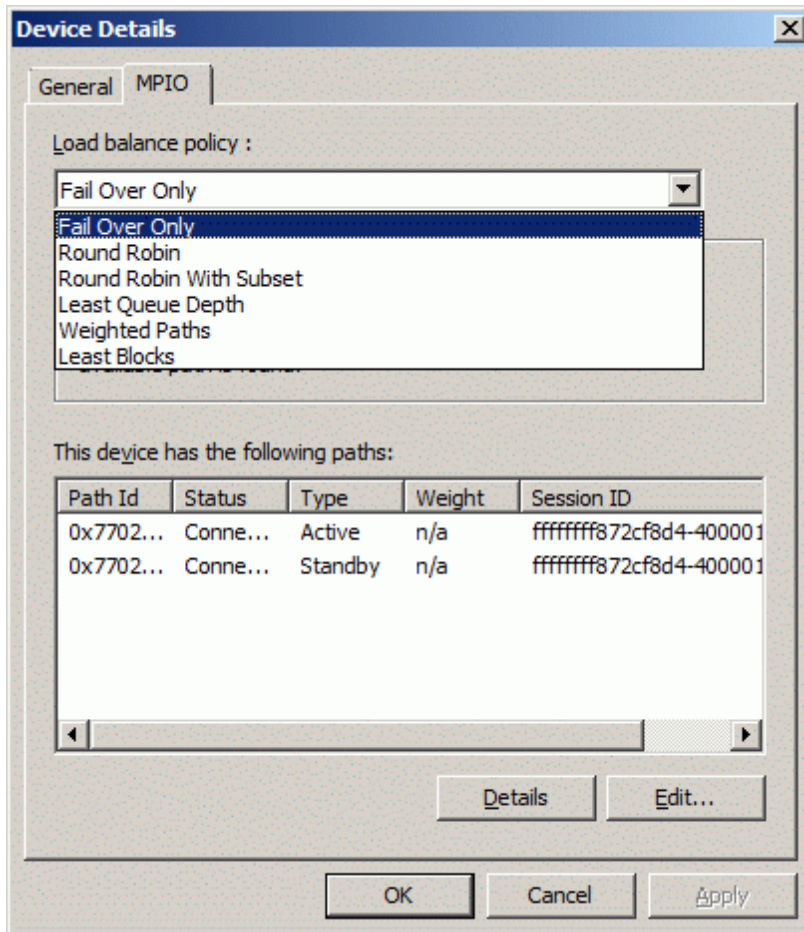 Device Details
General MPIO
Load balance policy :
Fail Over Only
Fail Over Only
Round Robin
Round Robin With Subset
Least Queue Depth
Weighted Paths
Least Blocks
This device has the following paths:
Path Id Status Type Weight Session ID
0x7702... Conne... Active n/a ffffffff872cf8d4-400001
0x7702... Conne... Standby n/a ffffffff872cf8d4-400001
Details Edit...
OK Cancel Apply